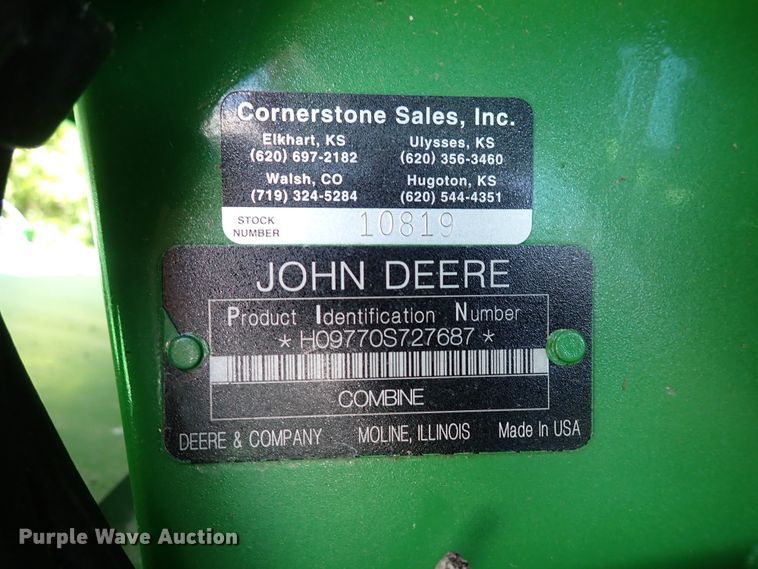 Cornerstone Sales, Inc.
Elkhart, KS Ulysses, KS
(620) 697-2182 (620) 356-3460
Walsh, CO Hugoton, KS
(719) 324-5284 (620) 544-4351
STOCK NUMBER 10819
JOHN DEERE
Product Identification Number
* H09770S727687 *
COMBINE
DEERE & COMPANY MOLINE, ILLINOIS Made In USA
Purple Wave Auction